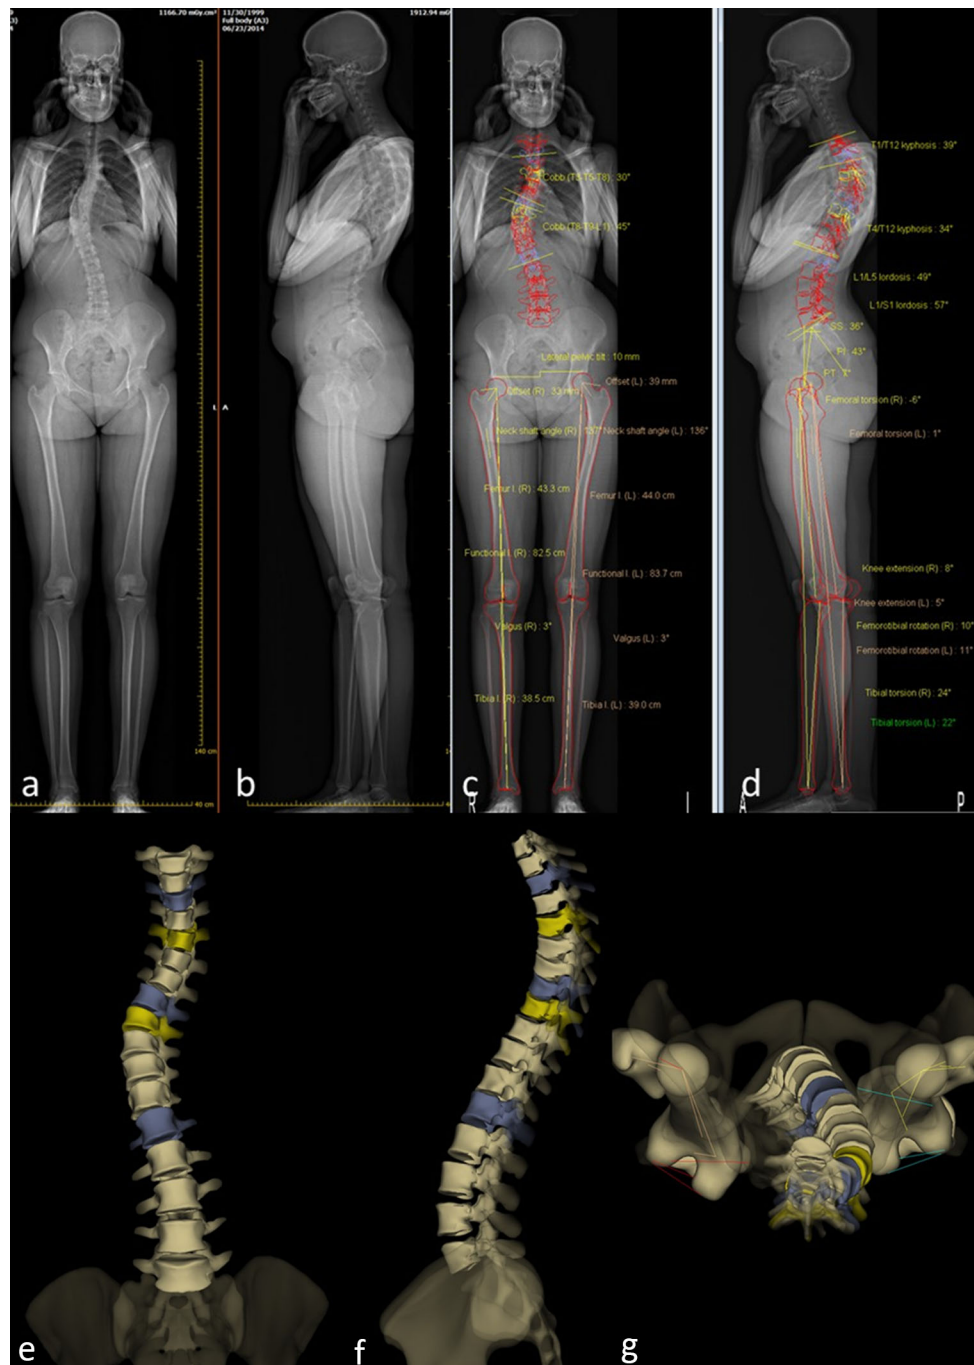 3)
1166.70 mGy.cm²
11/30/1999
1912.94 mG
Full body (A3)
06/23/2014
L
A
140 cm
40 cm
a
b
Cobb (T3-T5-T8) : 30°
Cobb (T8-T9-L1) : 45°
Lateral pelvic tilt : 10 mm
Offset (L) : 39 mm
Offset (R) : 33 mm
Neck shaft angle (R) : 137°
Neck shaft angle (L) : 136°
Femur l. (R) : 43.3 cm
Femur l. (L) : 44.0 cm
Functional l. (R) : 82.5 cm
Functional l. (L) : 83.7 cm
Valgus (R) : 3°
Valgus (L) : 3°
Tibia l. (R) : 38.5 cm
Tibia l. (L) : 39.0 cm
c
R
T1/T12 kyphosis : 39°
T4/T12 kyphosis : 34°
L1/L5 lordosis : 49°
L1/S1 lordosis : 57°
SS : 36°
PI : 43°
Femoral torsion (R) : -6°
Femoral torsion (L) : 1°
Knee extension (R) : 8°
Knee extension (L) : 5°
Femorotibial rotation (R) : 10°
Femorotibial rotation (L) : 11°
Tibial torsion (R) : 24°
Tibial torsion (L) : 22°
d
A
P
e
f
g